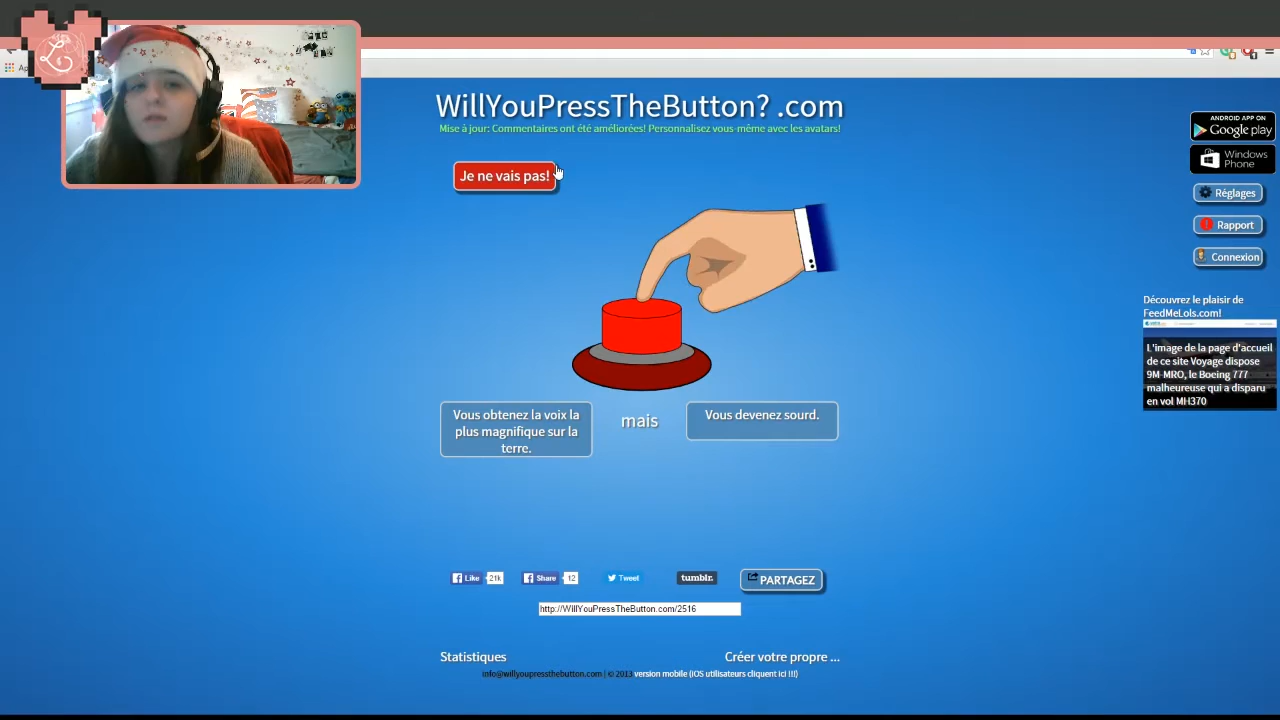 L
WillYouPressTheButton? .com
Mise à jour: Commentaires ont été améliorées! Personnalisez vous-même avec les avatars!
Je ne vais pas!
ANDROID APP ON
Google play
Windows
Phone
Réglages
Rapport
Connexion
Découvrez le plaisir de
FeedMeLols.com!
L'image de la page d'accueil
de ce site Voyage dispose
9M-MRO, le Boeing 777
malheureuse qui a disparu
en vol MH370
Vous obtenez la voix la
plus magnifique sur la
terre.
mais
Vous devenez sourd.
Like 21k
Share 12
Tweet
tumblr.
PARTAGEZ
http://WillYouPressTheButton.com/2516
Statistiques
Créer votre propre ...
info@willyoupressthebutton.com | © 2013 version mobile (iOS utilisateurs cliquent ici !!!)